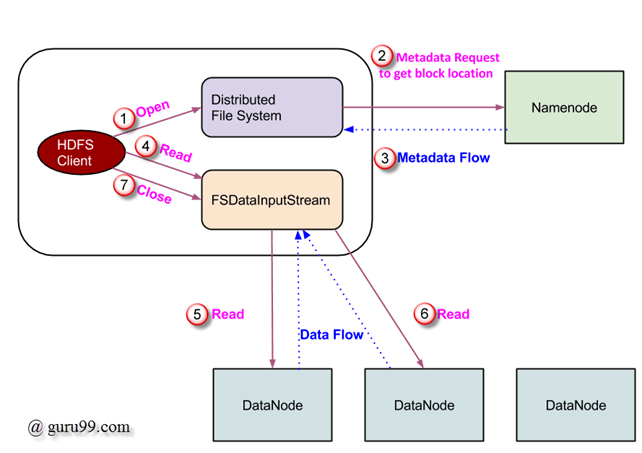 2 Metadata Request
to get block location
Distributed
File System
Namenode
1 Open
HDFS
Client
4 Read
3 Metadata Flow
7 Close
FSDataInputStream
5 Read
6 Read
Data Flow
DataNode
DataNode
DataNode
@ guru99.com